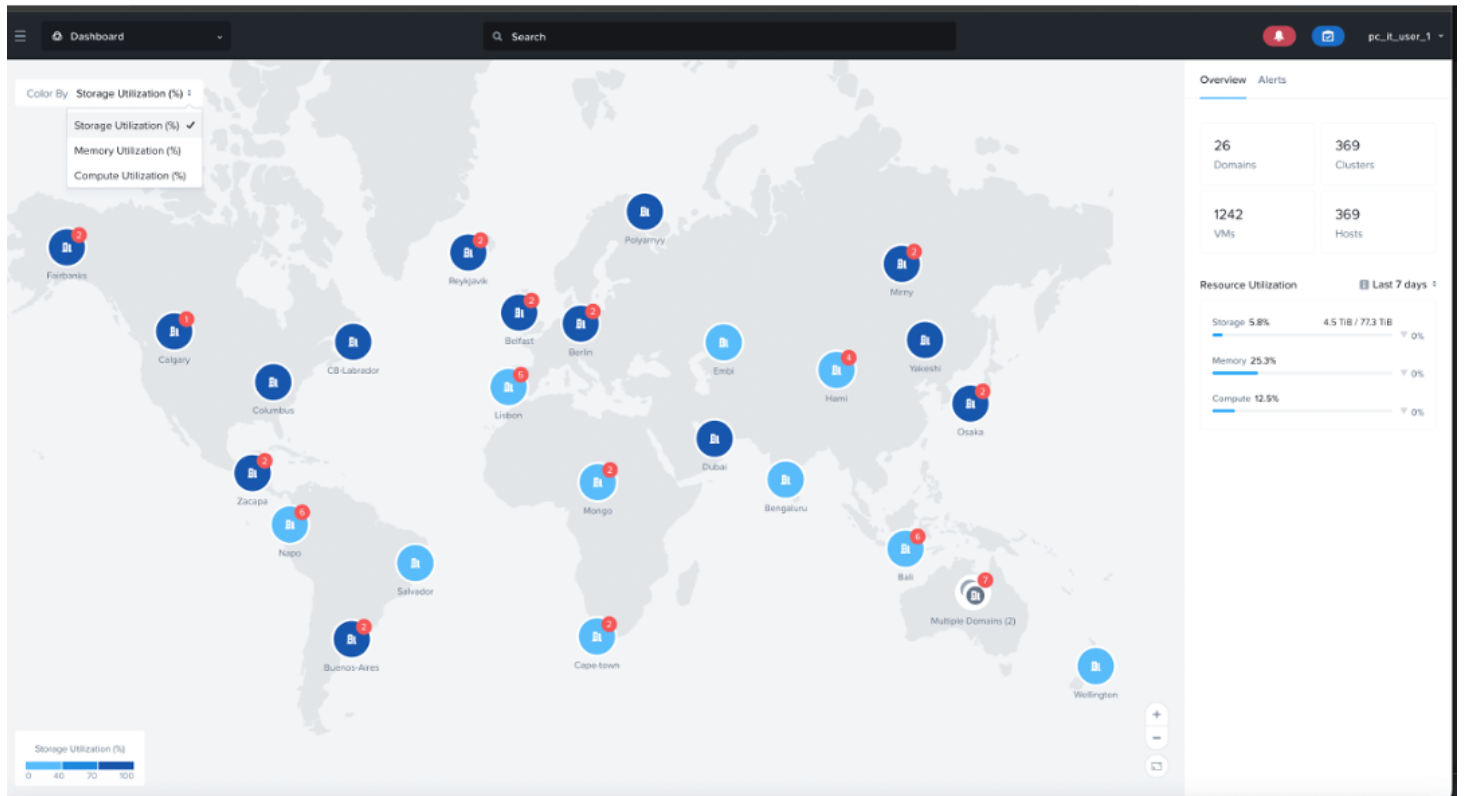 Dashboard
Search
pc_it_user_1
Color By Storage Utilization (%)
Storage Utilization (%)
Memory Utilization (%)
Compute Utilization (%)
Overview Alerts
26
Domains
369
Clusters
1242
VMs
369
Hosts
Resource Utilization Last 7 days
Storage 5.8% 4.5 TiB / 77.3 TiB
0%
Memory 25.3%
0%
Compute 12.5%
0%
Polyarnyy
2
Fairbanks
2
Reykjavik
2
Mirny
2
Belfast
2
Berlin
1
Calgary
CB-Labrador
Embi
4
Hami
Yakeshi
Columbus
5
Lisbon
2
Osaka
Dubai
2
Zacapa
2
Mongo
Bengaluru
6
Napo
Salvador
6
Bali
7
Multiple Domains (2)
2
Buenos-Aires
2
Cape-town
Wellington
Storage Utilization (%)
0 40 70 100